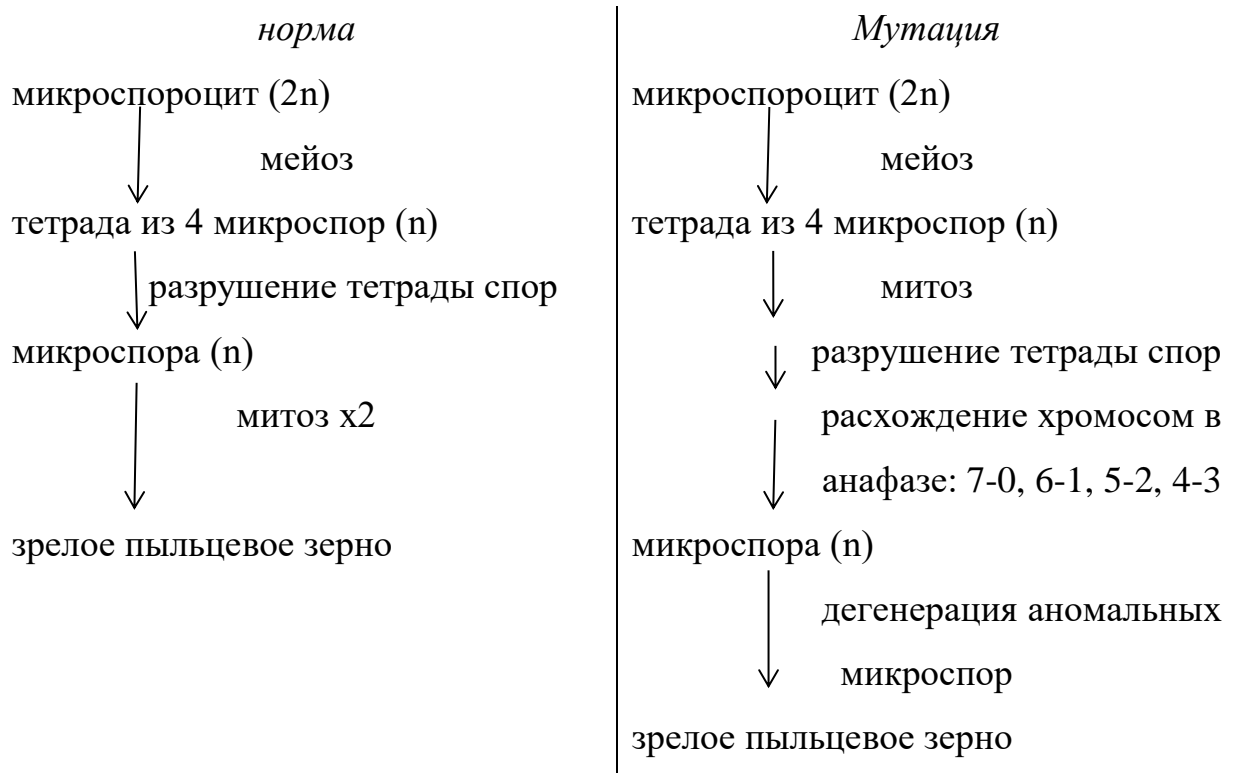 норма
микроспороцит (2n)
мейоз
тетрада из 4 микроспор (n)
разрушение тетрады спор
микроспора (n)
митоз х2
зрелое пыльцевое зерно
Мутация
микроспороцит (2n)
мейоз
тетрада из 4 микроспор (n)
митоз
разрушение тетрады спор
расхождение хромосом в
анафазе: 7-0, 6-1, 5-2, 4-3
микроспора (n)
дегенерация аномальных
микроспор
зрелое пыльцевое зерно